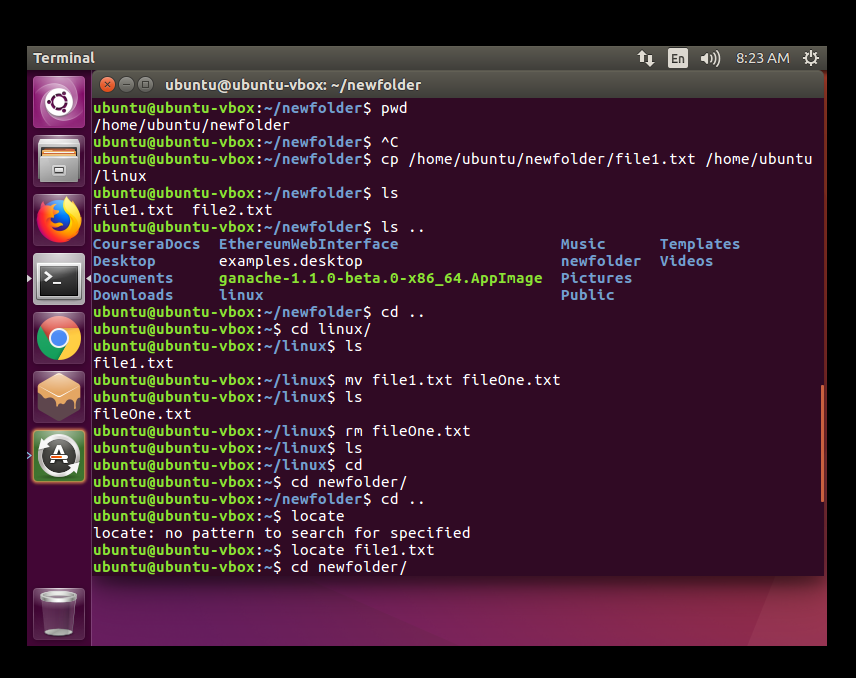 Terminal
En
8:23 AM
ubuntu@ubuntu-vbox: ~/newfolder
ubuntu@ubuntu-vbox:~/newfolder$ pwd
/home/ubuntu/newfolder
ubuntu@ubuntu-vbox:~/newfolder$ ^C
ubuntu@ubuntu-vbox:~/newfolder$ cp /home/ubuntu/newfolder/file1.txt /home/ubuntu
/linux
ubuntu@ubuntu-vbox:~/newfolder$ ls
file1.txt  file2.txt
ubuntu@ubuntu-vbox:~/newfolder$ ls ..
CourseraDocs  EthereumWebInterface                  Music      Templates
Desktop       examples.desktop                      newfolder  Videos
Documents     ganache-1.1.0-beta.0-x86_64.AppImage  Pictures
Downloads     linux                                 Public
ubuntu@ubuntu-vbox:~/newfolder$ cd ..
ubuntu@ubuntu-vbox:~$ cd linux/
ubuntu@ubuntu-vbox:~/linux$ ls
file1.txt
ubuntu@ubuntu-vbox:~/linux$ mv file1.txt fileOne.txt
ubuntu@ubuntu-vbox:~/linux$ ls
fileOne.txt
ubuntu@ubuntu-vbox:~/linux$ rm fileOne.txt
ubuntu@ubuntu-vbox:~/linux$ ls
ubuntu@ubuntu-vbox:~/linux$ cd
ubuntu@ubuntu-vbox:~$ cd newfolder/
ubuntu@ubuntu-vbox:~/newfolder$ cd ..
ubuntu@ubuntu-vbox:~$ locate
locate: no pattern to search for specified
ubuntu@ubuntu-vbox:~$ locate file1.txt
ubuntu@ubuntu-vbox:~$ cd newfolder/